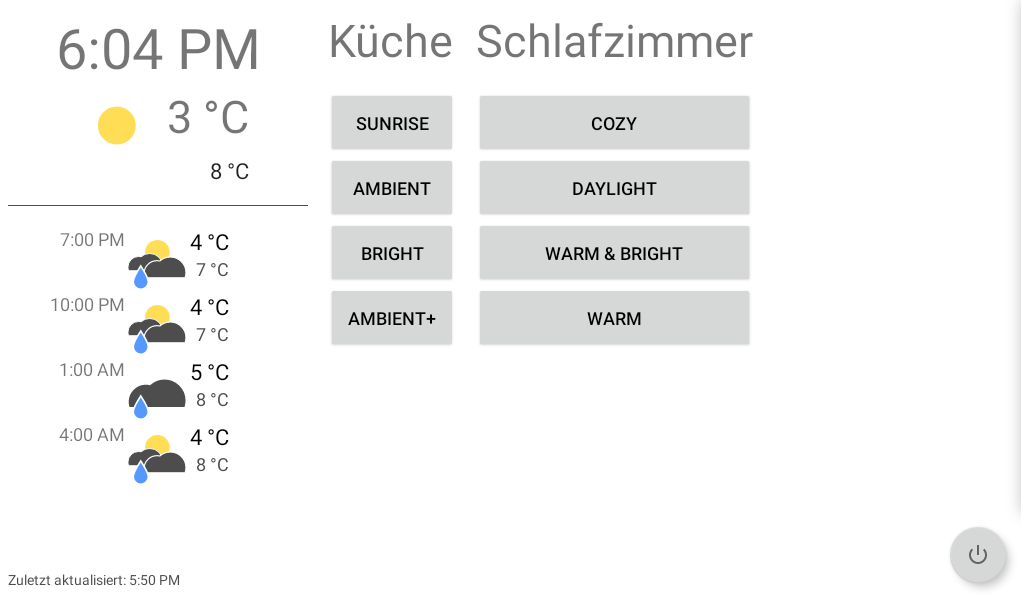 6:04 PM
3 °C
8 °C
7:00 PM
4 °C
7 °C
10:00 PM
4 °C
7 °C
1:00 AM
5 °C
8 °C
4:00 AM
4 °C
8 °C
Zuletzt aktualisiert: 5:50 PM
Küche
SUNRISE
AMBIENT
BRIGHT
AMBIENT+
Schlafzimmer
COZY
DAYLIGHT
WARM & BRIGHT
WARM